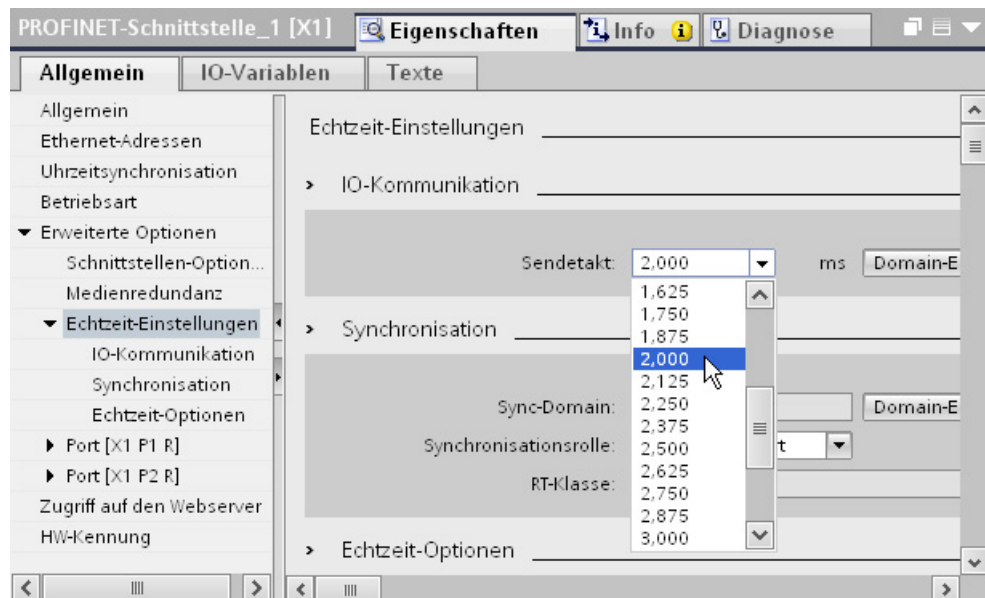 PROFINET-Schnittstelle_1 [X1] Eigenschaften Info Diagnose
Allgemein IO-Variablen Texte
Allgemein
Ethernet-Adressen
Uhrzeitsynchronisation
Betriebsart
Erweiterte Optionen
Schnittstellen-Option...
Medienredundanz
Echtzeit-Einstellungen
IO-Kommunikation
Synchronisation
Echtzeit-Optionen
Port [X1 P1 R]
Port [X1 P2 R]
Zugriff auf den Webserver
HW-Kennung
Echtzeit-Einstellungen
IO-Kommunikation
Sendetakt: 2,000 ms Domain-E
1,625
1,750
1,875
2,000
2,125
2,250
2,375
2,500
2,625
2,750
2,875
3,000
Synchronisation
Sync-Domain: Domain-E
Synchronisationsrolle: t
RT-Klasse:
Echtzeit-Optionen